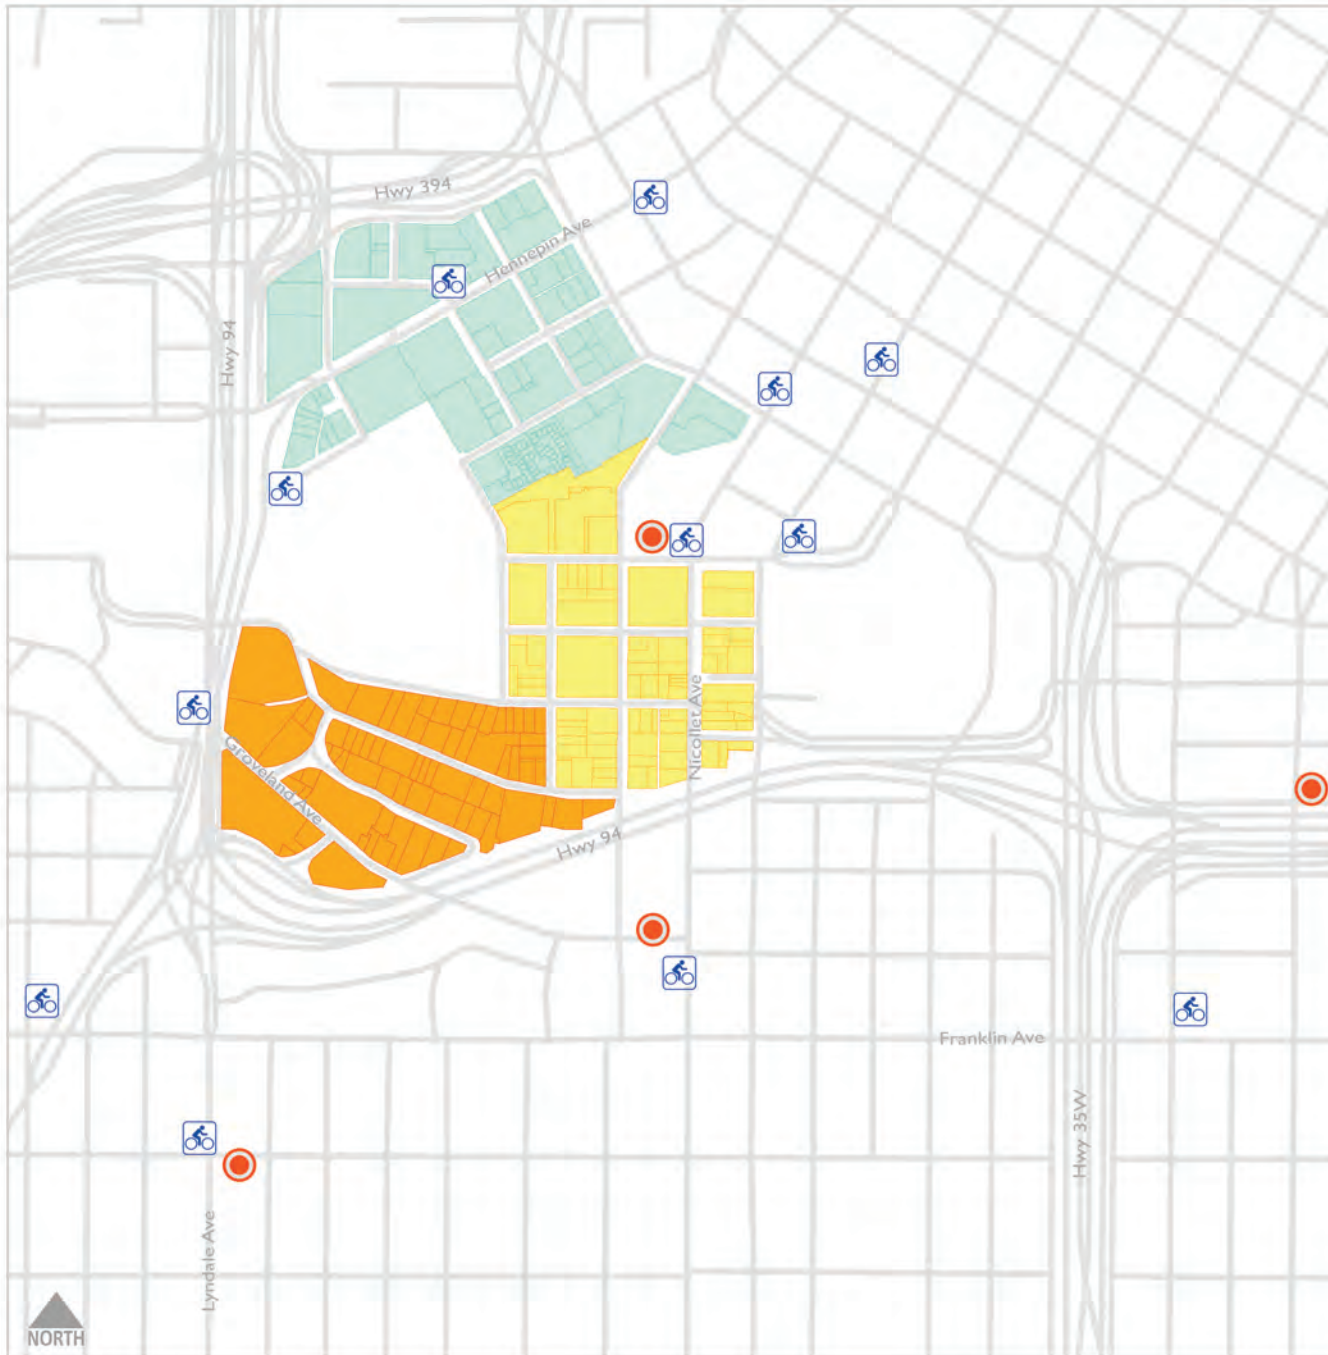 Hwy 394
Hennepin Ave
Hwy 94
Nicollet Ave
Groveland Ave
Hwy 94
Franklin Ave
Hwy 35W
Lyndale Ave
NORTH